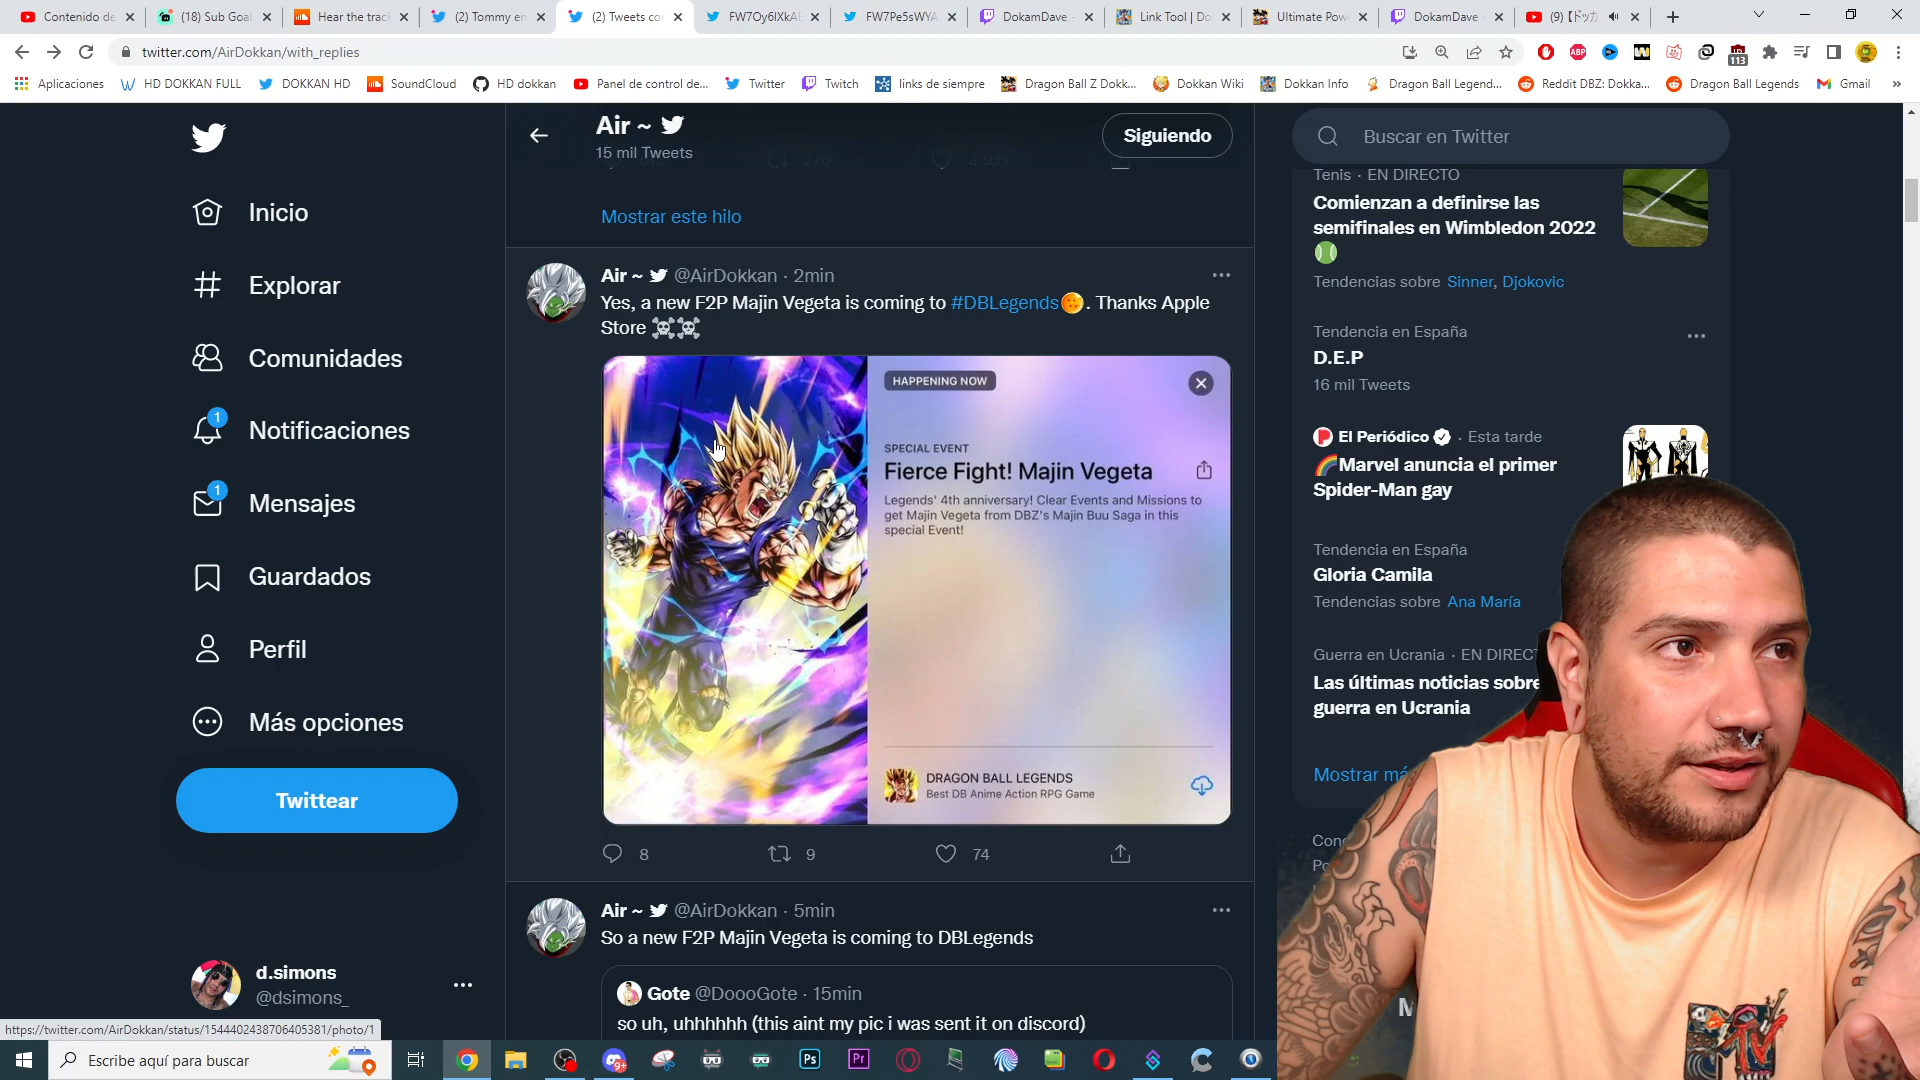 Contenido de
(18) Sub Goal
Hear the track
(2) Tommy en
(2) Tweets co
FW7Oy6lXkAE
FW7Pe5sWYA
DokamDave
Link Tool | Do
Ultimate Pow
DokamDave
(9)【ドッカ
twitter.com/AirDokkan/with_replies
113
Aplicaciones
HD DOKKAN FULL
DOKKAN HD
SoundCloud
HD dokkan
Panel de control de...
Twitter
Twitch
links de siempre
Dragon Ball Z Dokk...
Dokkan Wiki
Dokkan Info
Dragon Ball Legend...
Reddit DBZ: Dokka...
Dragon Ball Legends
Gmail
»
Inicio
Explorar
Comunidades
1
Notificaciones
1
Mensajes
Guardados
Perfil
Más opciones
Twittear
d.simons
@dsimons_
Air ~
15 mil Tweets
Siguiendo
276
3.921
Mostrar este hilo
Air ~ @AirDokkan · 2min
Yes, a new F2P Majin Vegeta is coming to #DBLegends. Thanks Apple
Store ☠️☠️
HAPPENING NOW
SPECIAL EVENT
Fierce Fight! Majin Vegeta
Legends' 4th anniversary! Clear Events and Missions to
get Majin Vegeta from DBZ's Majin Buu Saga in this
special Event!
DRAGON BALL LEGENDS
Best DB Anime Action RPG Game
8
9
74
Air ~ @AirDokkan · 5min
So a new F2P Majin Vegeta is coming to DBLegends
Gote @DoooGote · 15min
so uh, uhhhhhh (this aint my pic i was sent it on discord)
Buscar en Twitter
Tenis · EN DIRECTO
Comienzan a definirse las
semifinales en Wimbledon 2022
Tendencias sobre Sinner, Djokovic
Tendencia en España
D.E.P
16 mil Tweets
El Periódico · Esta tarde
🌈Marvel anuncia el primer
Spider-Man gay
Tendencia en España
Gloria Camila
Tendencias sobre Ana María
Guerra en Ucrania · EN DIRECT
Las últimas noticias sobre
guerra en Ucrania
Mostrar má
https://twitter.com/AirDokkan/status/1544402438706405381/photo/1
Escribe aquí para buscar
9+
Ps
Pr